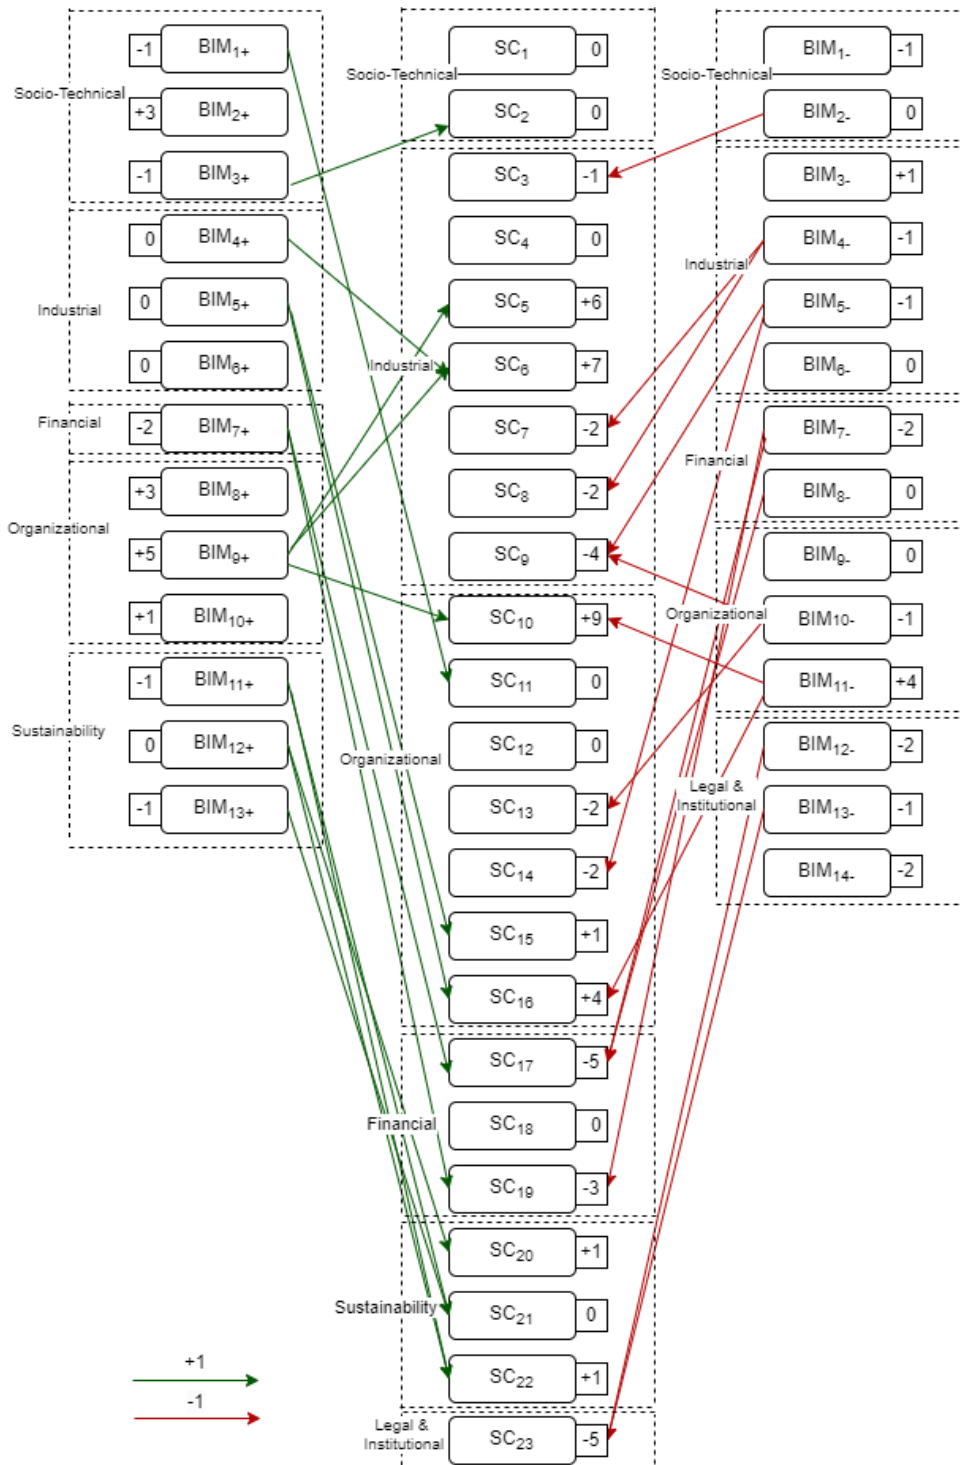 -1 BIM1+ SC1 0 BIM1- -1
Socio-Technical Socio-Technical Socio-Technical
+3 BIM2+ SC2 0 BIM2- 0
-1 BIM3+ SC3 -1 BIM3- +1
0 BIM4+ SC4 0 BIM4- -1
Industrial
0 BIM5+ SC5 +6 BIM5- -1
Industrial
0 BIM6+ Industrial SC6 +7 BIM6- 0
Financial
-2 BIM7+ SC7 -2 BIM7- -2
Financial
+3 BIM8+ SC8 -2 BIM8- 0
Organizational
+5 BIM9+ SC9 -4 BIM9- 0
+1 BIM10+ SC10 +9 Organizational BIM10- -1
-1 BIM11+ SC11 0 BIM11- +4
Sustainability
0 BIM12+ SC12 0 BIM12- -2
Organizational
Legal &
Institutional
-1 BIM13+ SC13 -2 BIM13- -1
SC14 -2 BIM14- -2
SC15 +1
SC16 +4
SC17 -5
Financial SC18 0
SC19 -3
SC20 +1
Sustainability SC21 0
+1
SC22 +1
-1
Legal &
Institutional
SC23 -5